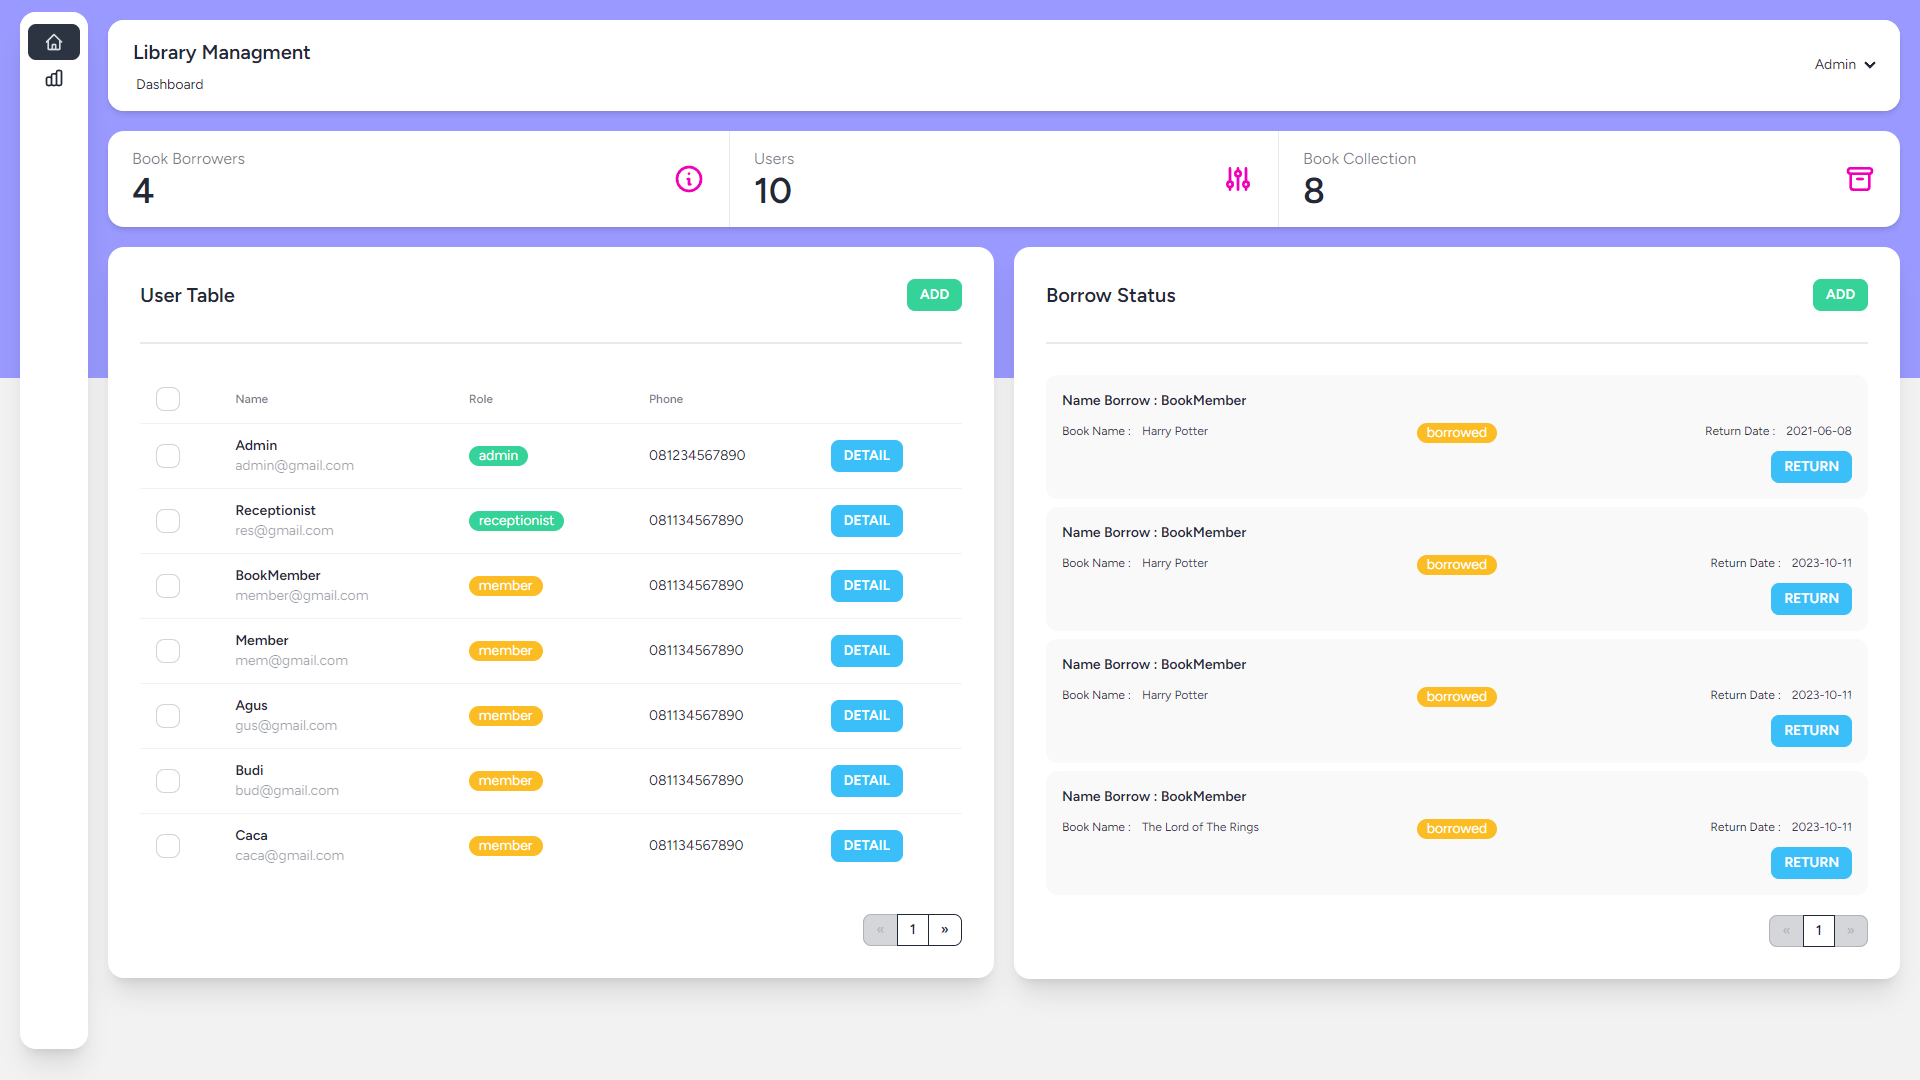 Library Managment
Dashboard
Admin
Book Borrowers
4
Users
10
Book Collection
8
User Table
ADD
Name Role Phone
Admin
admin@gmail.com
admin
081234567890
DETAIL
Receptionist
res@gmail.com
receptionist
081134567890
DETAIL
BookMember
member@gmail.com
member
081134567890
DETAIL
Member
mem@gmail.com
member
081134567890
DETAIL
Agus
gus@gmail.com
member
081134567890
DETAIL
Budi
bud@gmail.com
member
081134567890
DETAIL
Caca
caca@gmail.com
member
081134567890
DETAIL
« 1 »
Borrow Status
ADD
Name Borrow : BookMember
Book Name : Harry Potter borrowed Return Date : 2021-06-08
RETURN
Name Borrow : BookMember
Book Name : Harry Potter borrowed Return Date : 2023-10-11
RETURN
Name Borrow : BookMember
Book Name : Harry Potter borrowed Return Date : 2023-10-11
RETURN
Name Borrow : BookMember
Book Name : The Lord of The Rings borrowed Return Date : 2023-10-11
RETURN
« 1 »